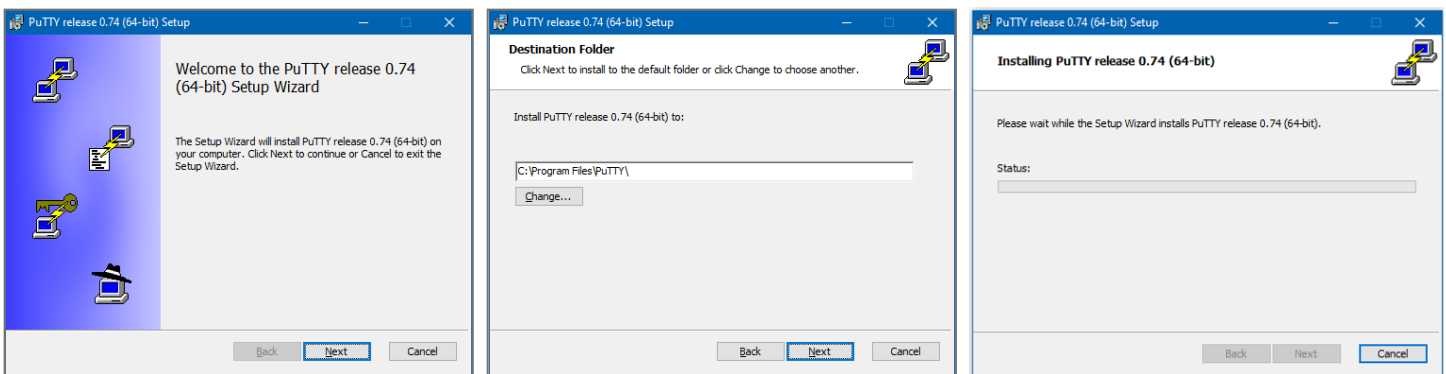 PuTTY release 0.74 (64-bit) Setup
Welcome to the PuTTY release 0.74
(64-bit) Setup Wizard
The Setup Wizard will install PuTTY release 0.74 (64-bit) on
your computer. Click Next to continue or Cancel to exit the
Setup Wizard.
Back Next Cancel
PuTTY release 0.74 (64-bit) Setup
Destination Folder
Click Next to install to the default folder or click Change to choose another.
Install PuTTY release 0.74 (64-bit) to:
C:\Program Files\PuTTY\
Change...
Back Next Cancel
PuTTY release 0.74 (64-bit) Setup
Installing PuTTY release 0.74 (64-bit)
Please wait while the Setup Wizard installs PuTTY release 0.74 (64-bit).
Status:
Back Next Cancel